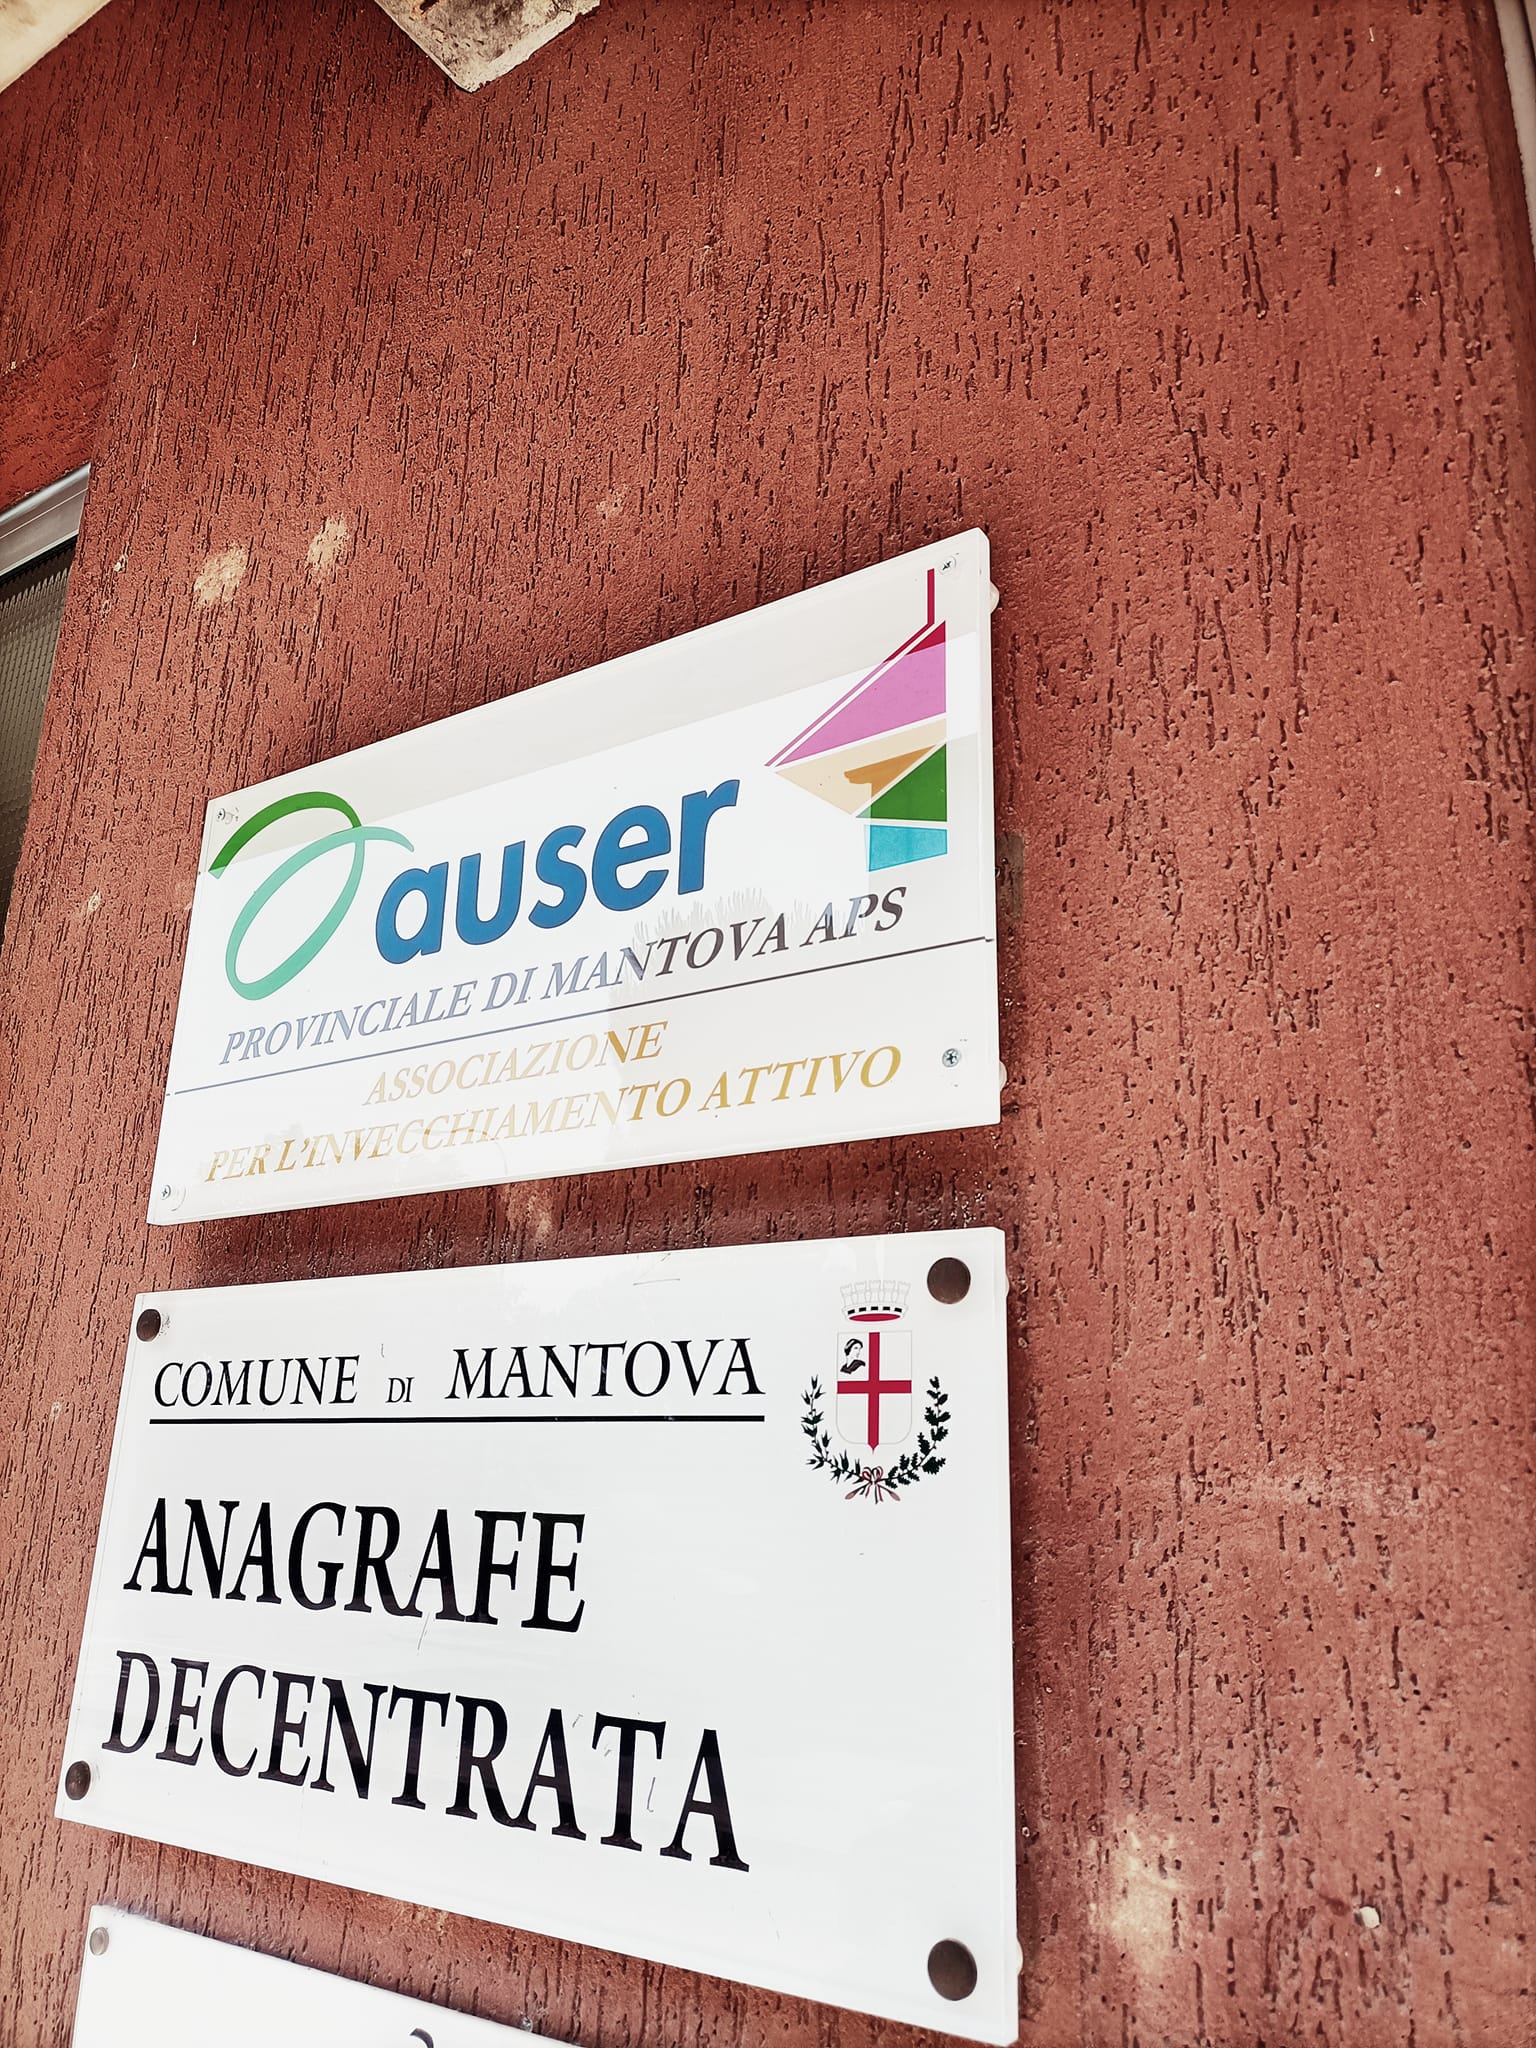 auser
PROVINCIALE DI MANTOVA APS
ASSOCIAZIONE
PER L'INVECCHIAMENTO ATTIVO
COMUNE DI MANTOVA
ANAGRAFE
DECENTRATA